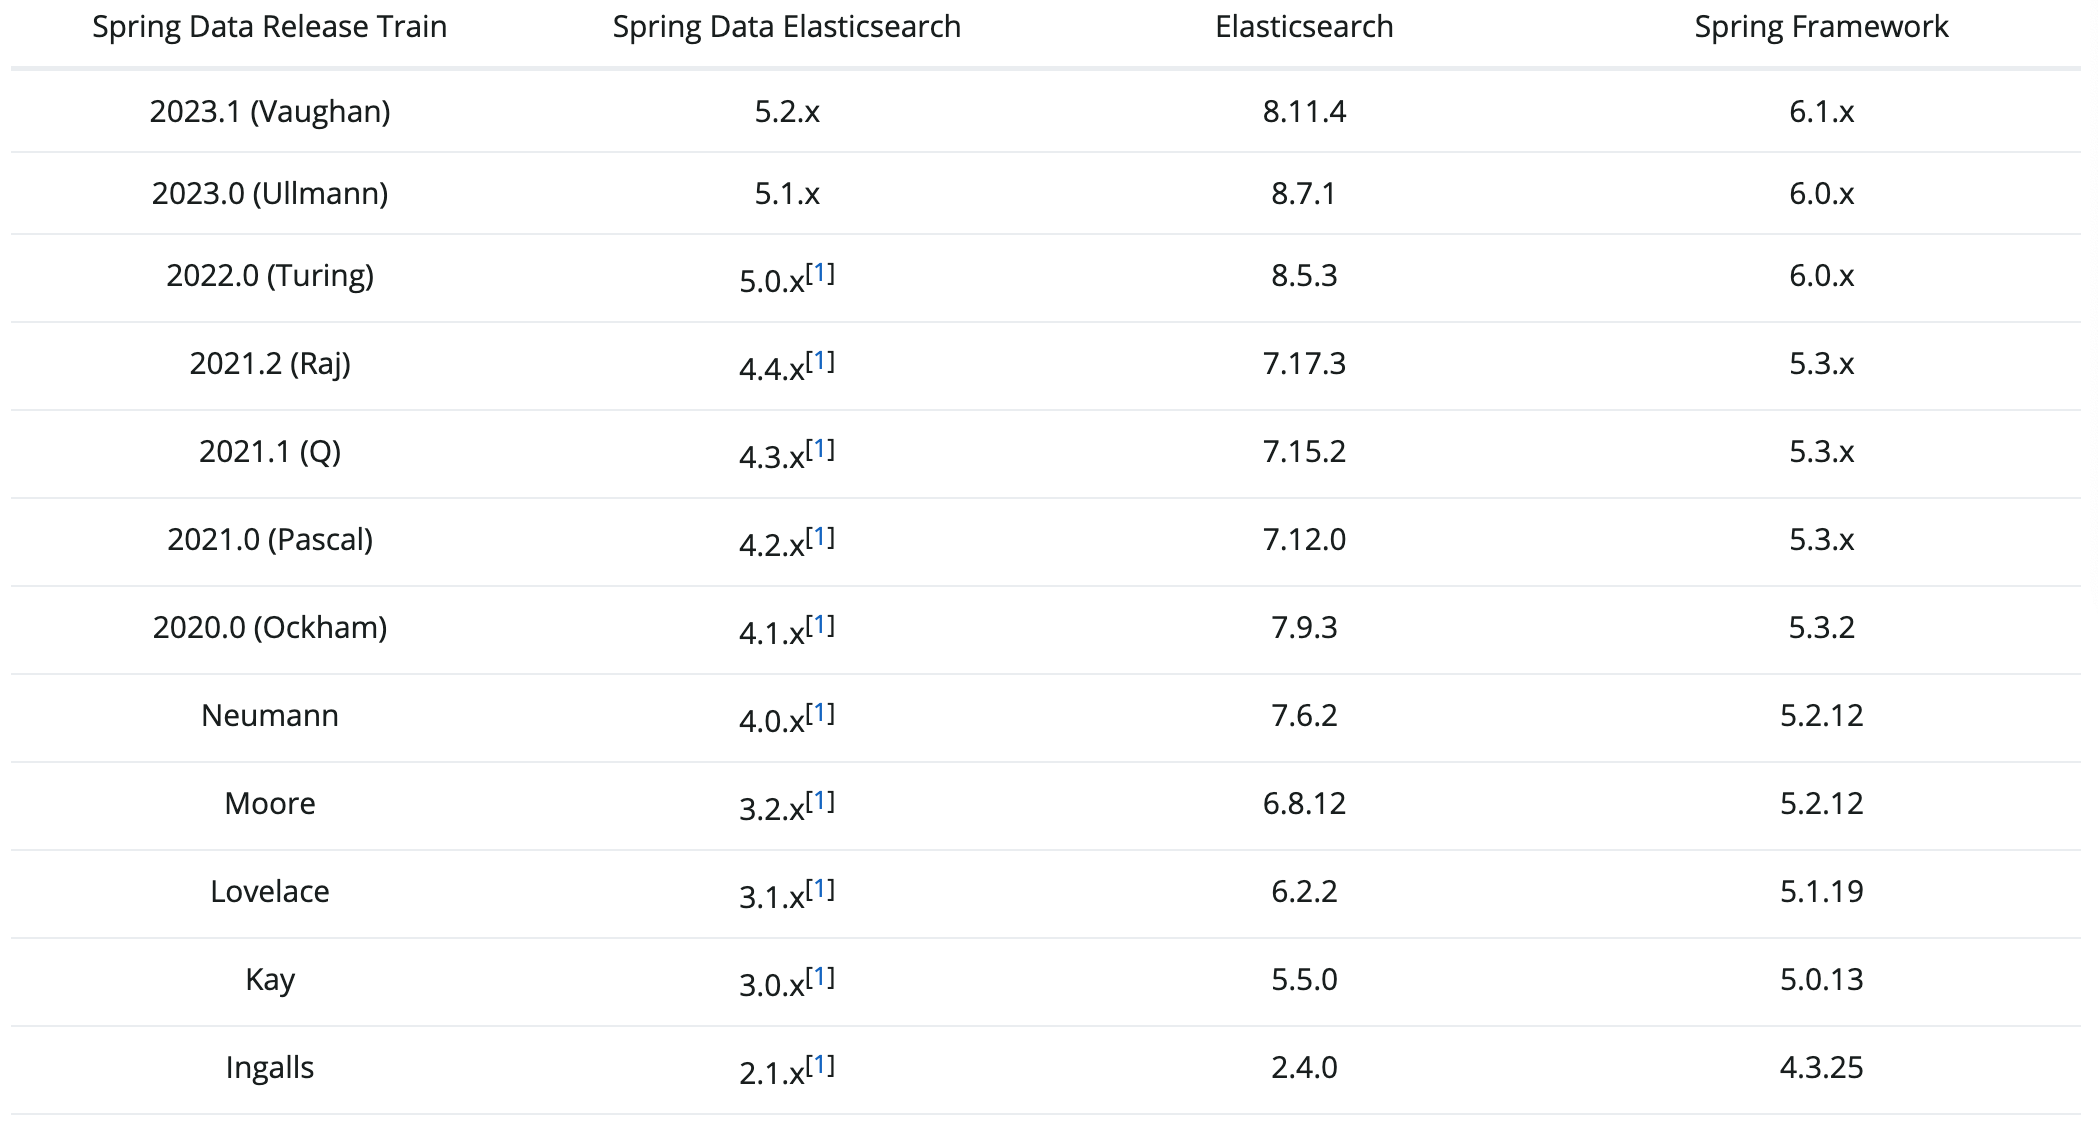 Spring Data Release Train Spring Data Elasticsearch Elasticsearch Spring Framework
2023.1 (Vaughan) 5.2.x 8.11.4 6.1.x
2023.0 (Ullmann) 5.1.x 8.7.1 6.0.x
2022.0 (Turing) 5.0.x[1] 8.5.3 6.0.x
2021.2 (Raj) 4.4.x[1] 7.17.3 5.3.x
2021.1 (Q) 4.3.x[1] 7.15.2 5.3.x
2021.0 (Pascal) 4.2.x[1] 7.12.0 5.3.x
2020.0 (Ockham) 4.1.x[1] 7.9.3 5.3.2
Neumann 4.0.x[1] 7.6.2 5.2.12
Moore 3.2.x[1] 6.8.12 5.2.12
Lovelace 3.1.x[1] 6.2.2 5.1.19
Kay 3.0.x[1] 5.5.0 5.0.13
Ingalls 2.1.x[1] 2.4.0 4.3.25